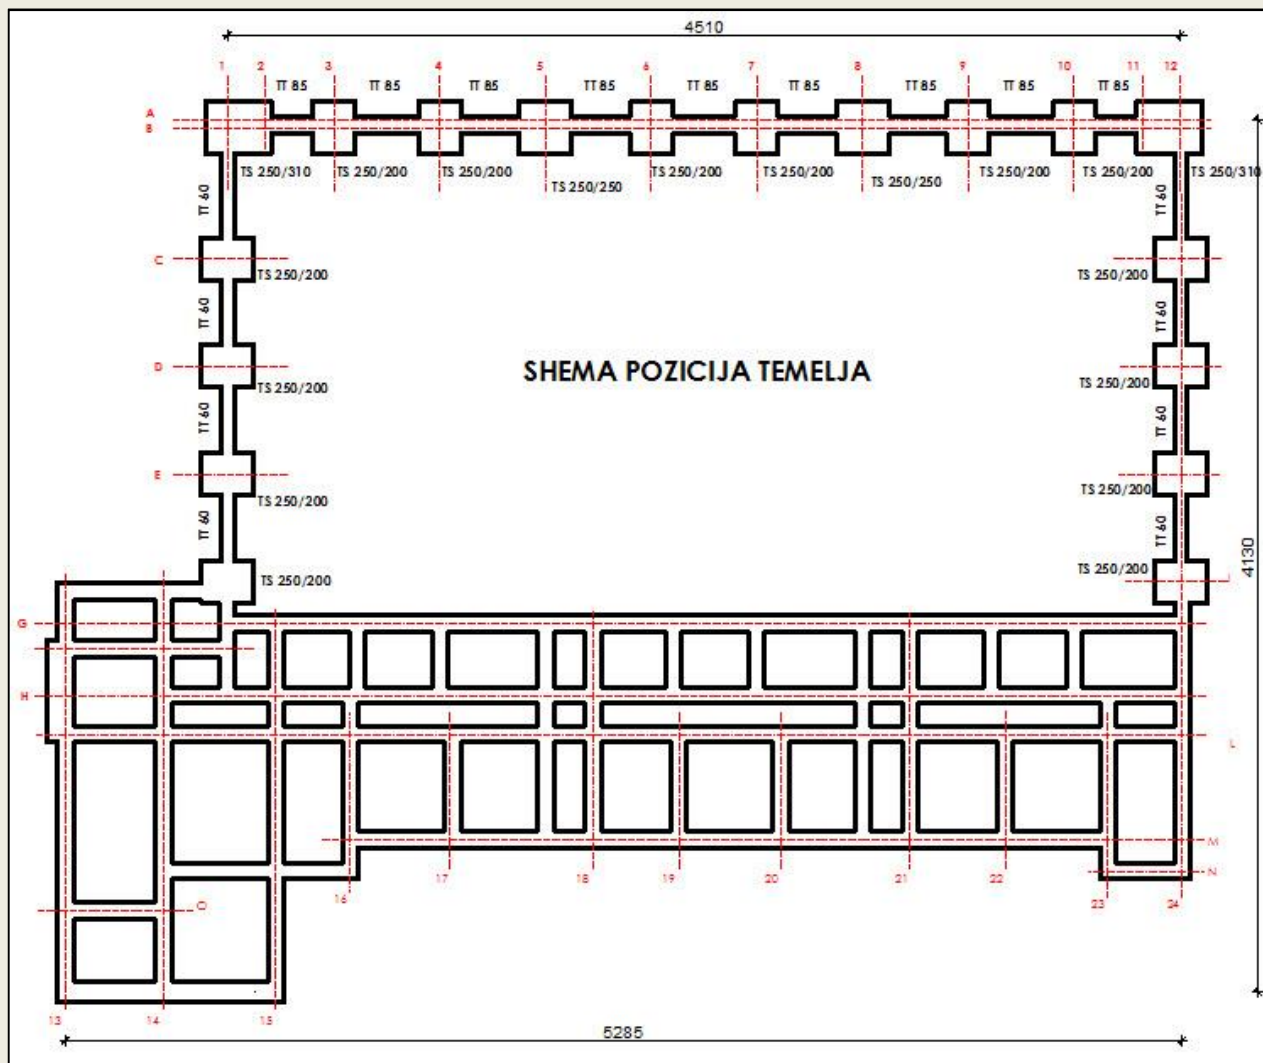 4510
1 2 3 4 5 6 7 8 9 10 11 12
TT 85 TT 85 TT 85 TT 85 TT 85 TT 85 TT 85 TT 85 TT 85
A
B
TS 250/310 TS 250/200 TS 250/200 TS 250/250 TS 250/200 TS 250/200 TS 250/250 TS 250/200 TS 250/200 TS 250/310
TT 60 TT 60
C
TS 250/200 TS 250/200
TT 60 TT 60
D
SHEMA POZICIJA TEMELJA
TS 250/200 TS 250/200
TT 60 TT 60
E
TS 250/200 TS 250/200
TT 60 TT 60
4130
TS 250/200 TS 250/200
G
H
M
N
16 17 18 19 20 21 22 23 24
O
13 14 15
5285